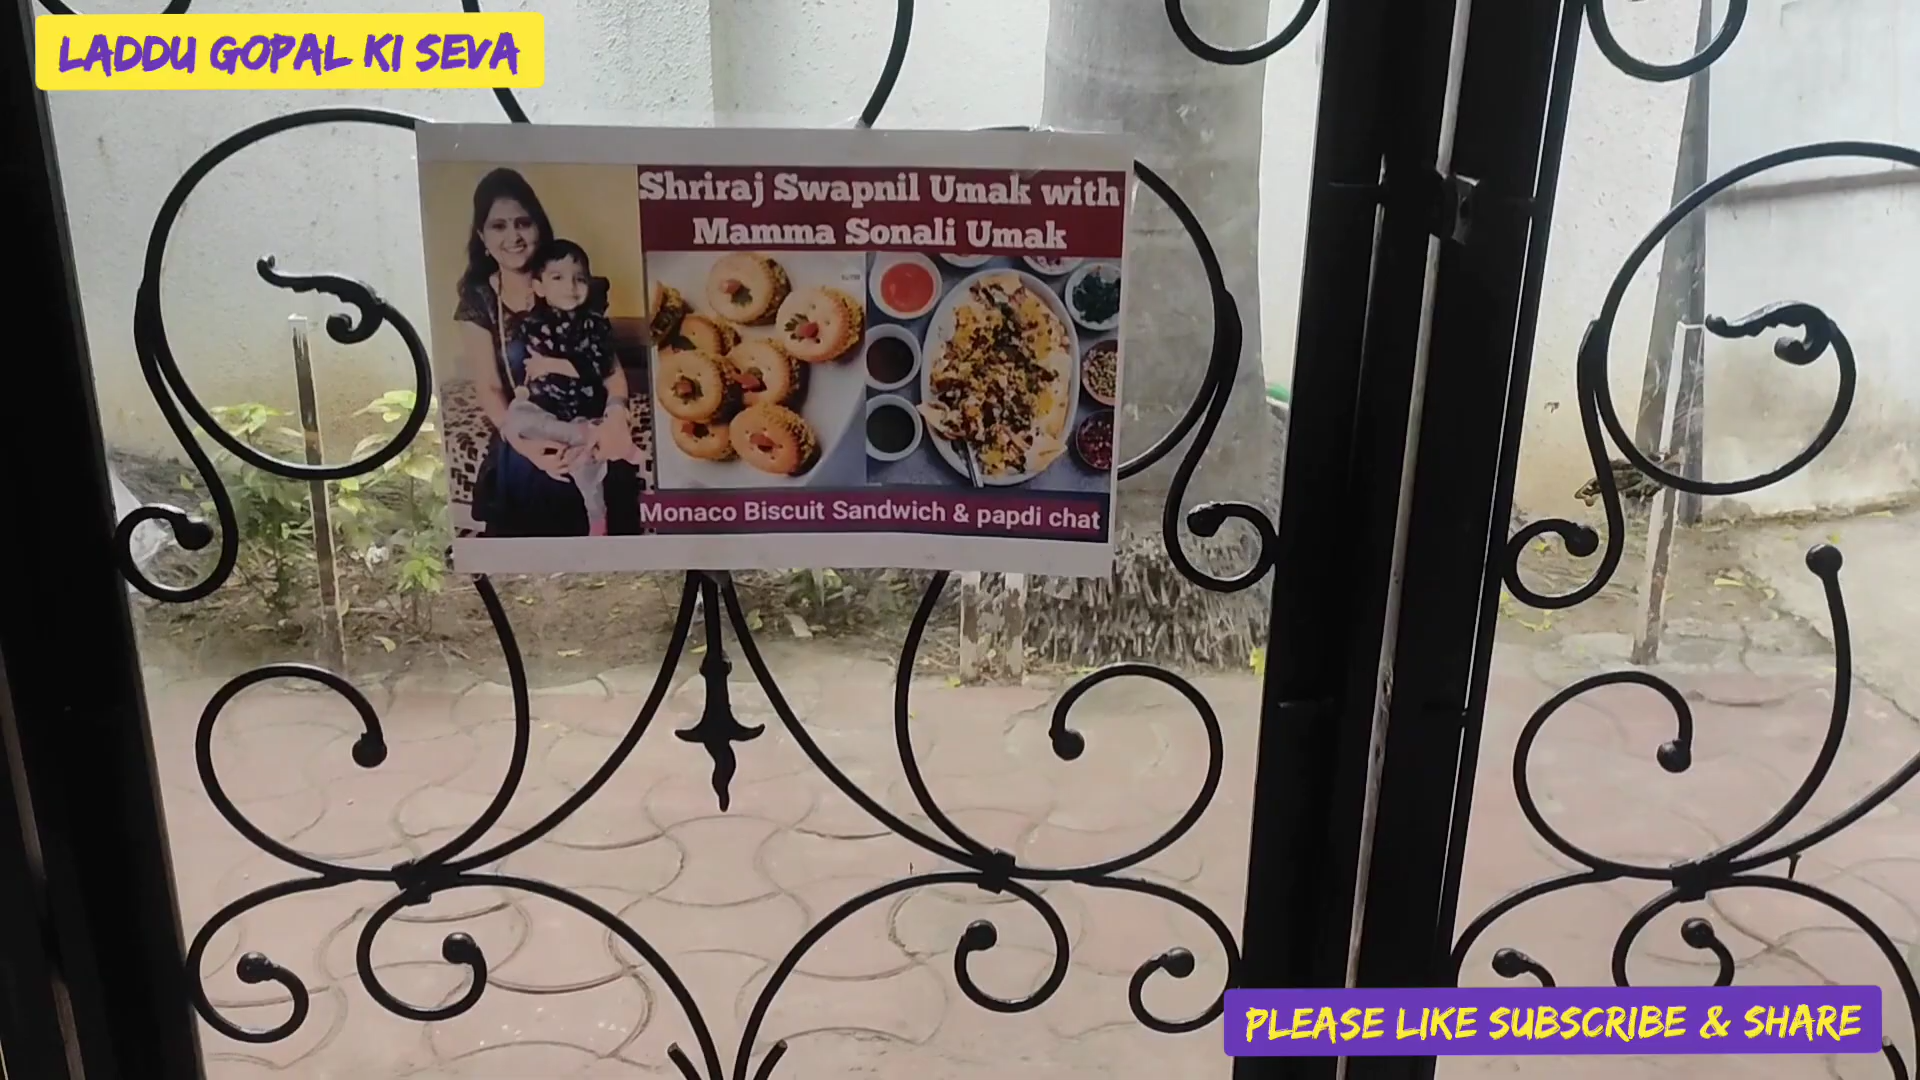 LADDU GOPAL KI SEVA
Shriraj Swapnil Umak with
Mamma Sonali Umak
Monaco Biscuit Sandwich & papdi chat
PLEASE LIKE SUBSCRIBE & SHARE